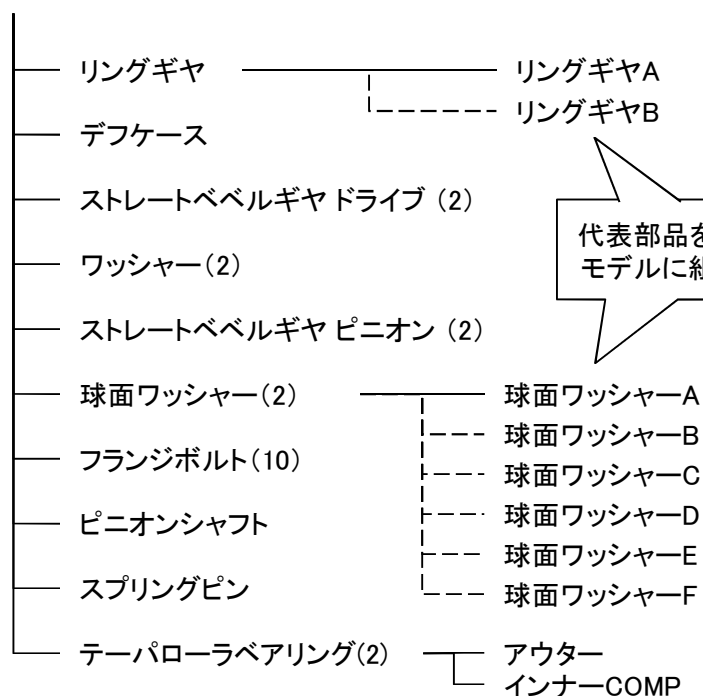 リングギヤ
リングギヤA
リングギヤB
デフケース
ストレートベベルギヤ ドライブ (2)
代表部品を
モデルに組
ワッシャー(2)
ストレートベベルギヤ ピニオン (2)
球面ワッシャー(2)
球面ワッシャーA
球面ワッシャーB
球面ワッシャーC
球面ワッシャーD
球面ワッシャーE
球面ワッシャーF
フランジボルト(10)
ピニオンシャフト
スプリングピン
テーパローラベアリング(2)
アウター
インナーCOMP